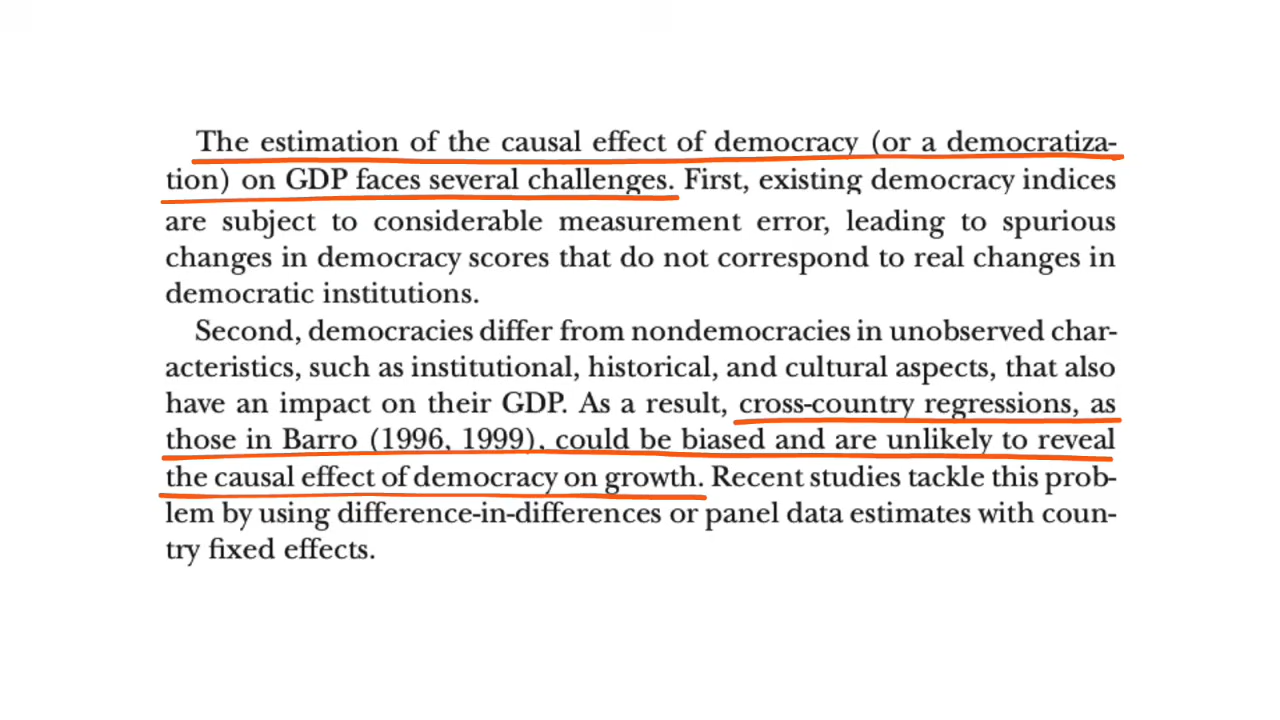 The estimation of the causal effect of democracy (or a democratiza-
tion) on GDP faces several challenges. First, existing democracy indices
are subject to considerable measurement error, leading to spurious
changes in democracy scores that do not correspond to real changes in
democratic institutions.
Second, democracies differ from nondemocracies in unobserved char-
acteristics, such as institutional, historical, and cultural aspects, that also
have an impact on their GDP. As a result, cross-country regressions, as
those in Barro (1996, 1999), could be biased and are unlikely to reveal
the causal effect of democracy on growth. Recent studies tackle this prob-
lem by using difference-in-differences or panel data estimates with coun-
try fixed effects.